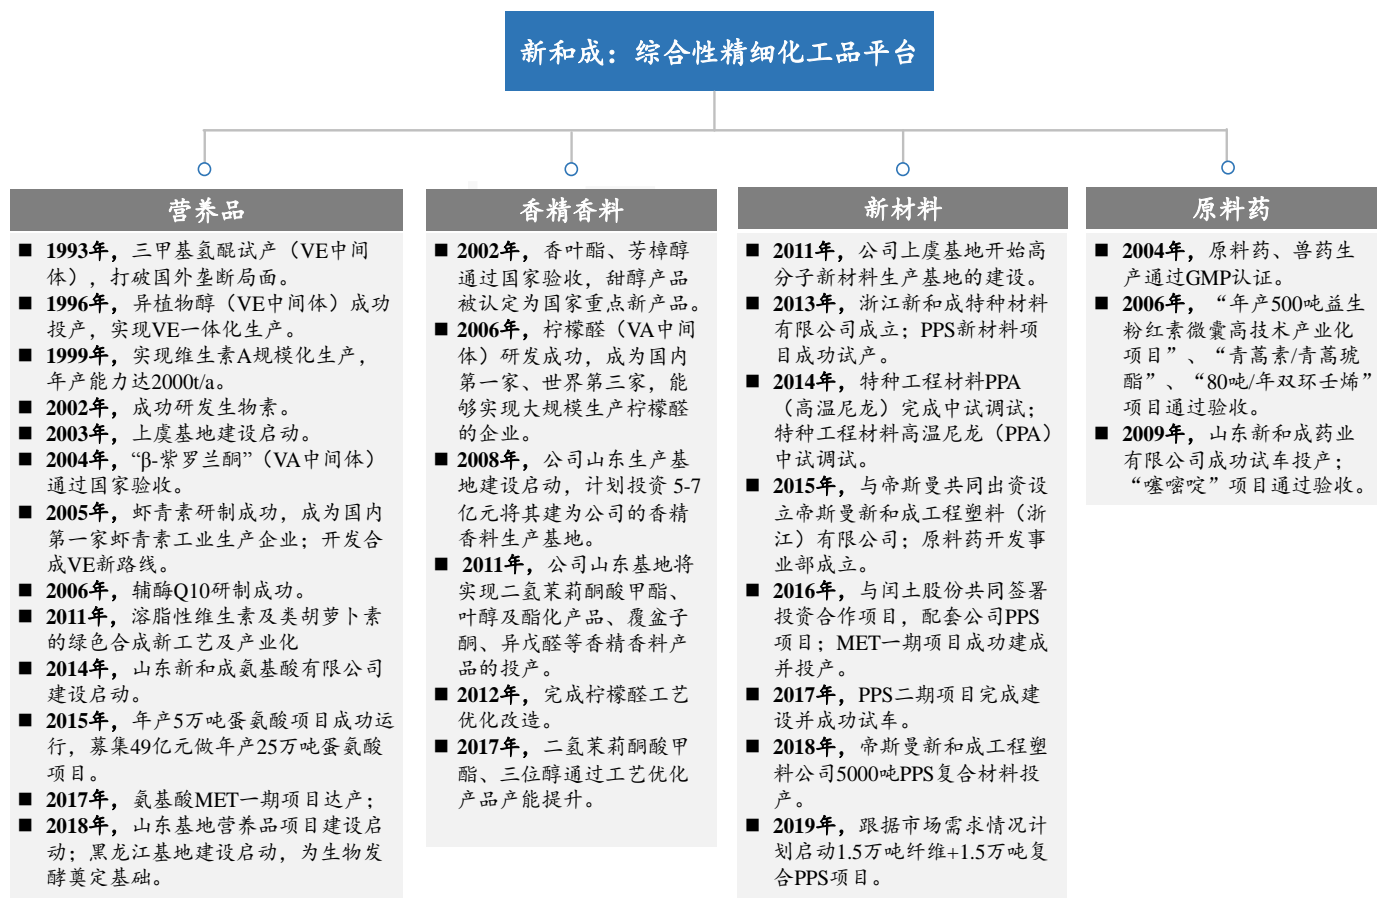 新和成：综合性精细化工品平台
营养品
■ 1993年，三甲基氢醌试产（VE中间
体），打破国外垄断局面。
■ 1996年，异植物醇（VE中间体）成功
投产，实现VE一体化生产。
■ 1999年，实现维生素A规模化生产，
年产能力达2000t/a。
■ 2002年，成功研发生物素。
■ 2003年，上虞基地建设启动。
■ 2004年，“β-紫罗兰酮”（VA中间体）
通过国家验收。
■ 2005年，虾青素研制成功，成为国内
第一家虾青素工业生产企业；开发合
成VE新路线。
■ 2006年，辅酶Q10研制成功。
■ 2011年，溶脂性维生素及类胡萝卜素
的绿色合成新工艺及产业化
■ 2014年，山东新和成氨基酸有限公司
建设启动。
■ 2015年，年产5万吨蛋氨酸项目成功运
行，募集49亿元做年产25万吨蛋氨酸
项目。
■ 2017年，氨基酸MET一期项目达产；
■ 2018年，山东基地营养品项目建设启
动；黑龙江基地建设启动，为生物发
酵奠定基础。
香精香料
■ 2002年，香叶酯、芳樟醇
通过国家验收，甜醇产品
被认定为国家重点新产品。
■ 2006年，柠檬醛（VA中间
体）研发成功，成为国内
第一家、世界第三家，能
够实现大规模生产柠檬醛
的企业。
■ 2008年，公司山东生产基
地建设启动，计划投资 5-7
亿元将其建为公司的香精
香料生产基地。
■ 2011年，公司山东基地将
实现二氢茉莉酮酸甲酯、
叶醇及酯化产品、覆盆子
酮、异戊醛等香精香料产
品的投产。
■ 2012年，完成柠檬醛工艺
优化改造。
■ 2017年，二氢茉莉酮酸甲
酯、三位醇通过工艺优化
产品产能提升。
新材料
■ 2011年，公司上虞基地开始高
分子新材料生产基地的建设。
■ 2013年，浙江新和成特种材料
有限公司成立；PPS新材料项
目成功试产。
■ 2014年，特种工程材料PPA
（高温尼龙）完成中试调试；
特种工程材料高温尼龙（PPA）
中试调试。
■ 2015年，与帝斯曼共同出资设
立帝斯曼新和成工程塑料（浙
江）有限公司；原料药开发事
业部成立。
■ 2016年，与闰土股份共同签署
投资合作项目，配套公司PPS
项目；MET一期项目成功建成
并投产。
■ 2017年，PPS二期项目完成建
设并成功试车。
■ 2018年，帝斯曼新和成工程塑
料公司5000吨PPS复合材料投
产。
■ 2019年，跟据市场需求情况计
划启动1.5万吨纤维+1.5万吨复
合PPS项目。
原料药
■ 2004年，原料药、兽药生
产通过GMP认证。
■ 2006年，“年产500吨益生
粉红素微囊高技术产业化
项目”、“青蒿素/青蒿琥
酯”、“80吨/年双环壬烯”
项目通过验收。
■ 2009年，山东新和成药业
有限公司成功试车投产；
“噻嘧啶”项目通过验收。